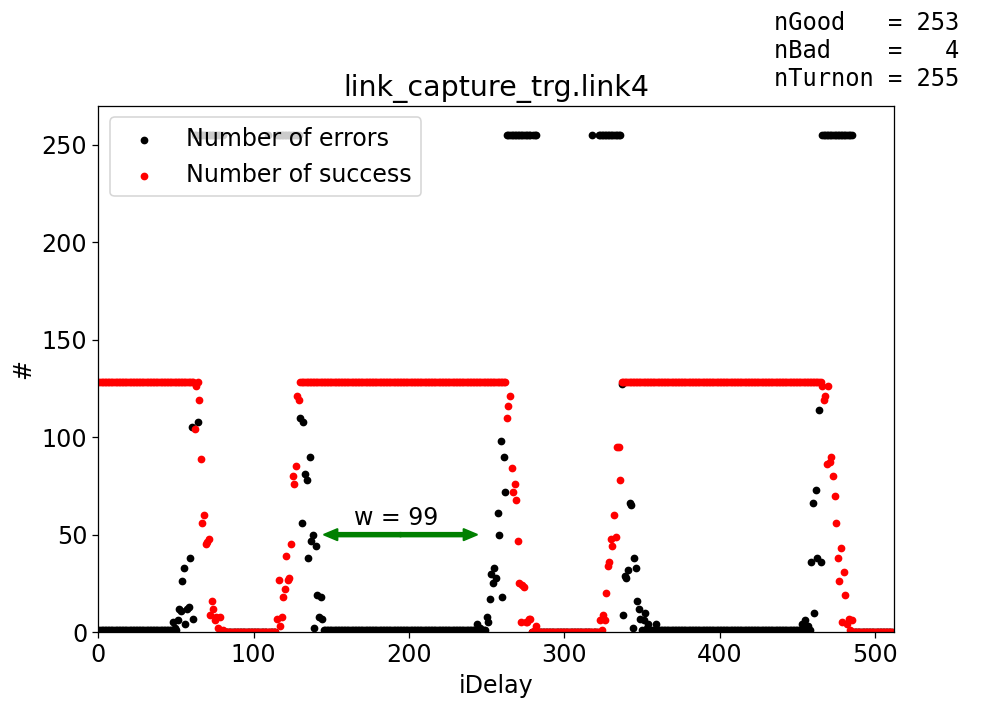 nGood   = 253
nBad    =   4
nTurnon = 255
link_capture_trg.link4
Number of errors
Number of success
w = 99
#
250
200
150
100
50
0
0 100 200 300 400 500
iDelay